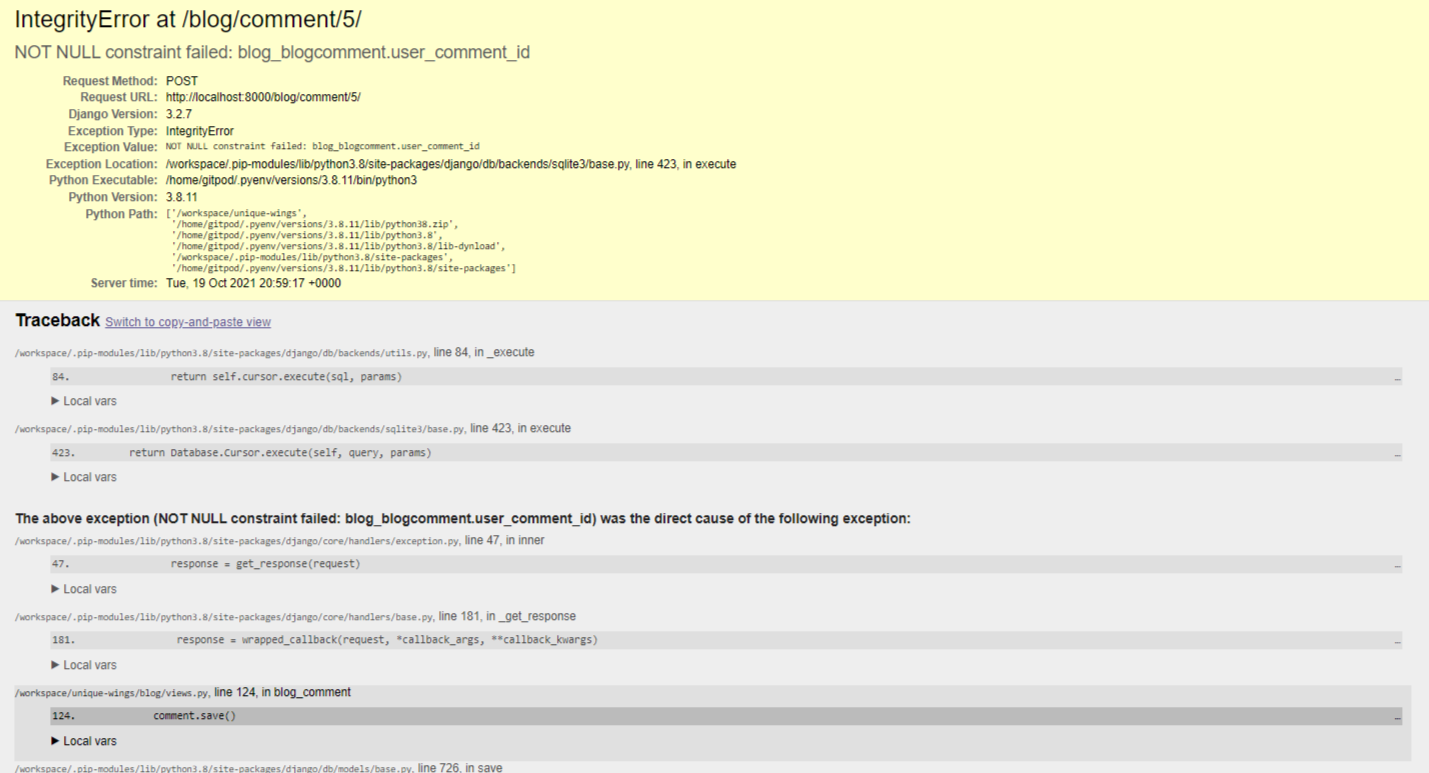 IntegrityError at /blog/comment/5/
NOT NULL constraint failed: blog_blogcomment.user_comment_id
Request Method: POST
Request URL: http://localhost:8000/blog/comment/5/
Django Version: 3.2.7
Exception Type: IntegrityError
Exception Value: NOT NULL constraint failed: blog_blogcomment.user_comment_id
Exception Location: /workspace/.pip-modules/lib/python3.8/site-packages/django/db/backends/sqlite3/base.py, line 423, in execute
Python Executable: /home/gitpod/.pyenv/versions/3.8.11/bin/python3
Python Version: 3.8.11
Python Path: ['/workspace/unique-wings',
'/home/gitpod/.pyenv/versions/3.8.11/lib/python38.zip',
'/home/gitpod/.pyenv/versions/3.8.11/lib/python3.8',
'/home/gitpod/.pyenv/versions/3.8.11/lib/python3.8/lib-dynload',
'/workspace/.pip-modules/lib/python3.8/site-packages',
'/home/gitpod/.pyenv/versions/3.8.11/lib/python3.8/site-packages']
Server time: Tue, 19 Oct 2021 20:59:17 +0000
Traceback Switch to copy-and-paste view
/workspace/.pip-modules/lib/python3.8/site-packages/django/db/backends/utils.py, line 84, in _execute
84. return self.cursor.execute(sql, params) …
▶ Local vars
/workspace/.pip-modules/lib/python3.8/site-packages/django/db/backends/sqlite3/base.py, line 423, in execute
423. return Database.Cursor.execute(self, query, params) …
▶ Local vars
The above exception (NOT NULL constraint failed: blog_blogcomment.user_comment_id) was the direct cause of the following exception:
/workspace/.pip-modules/lib/python3.8/site-packages/django/core/handlers/exception.py, line 47, in inner
47. response = get_response(request) …
▶ Local vars
/workspace/.pip-modules/lib/python3.8/site-packages/django/core/handlers/base.py, line 181, in _get_response
181. response = wrapped_callback(request, *callback_args, **callback_kwargs) …
▶ Local vars
/workspace/unique-wings/blog/views.py, line 124, in blog_comment
124. comment.save() …
▶ Local vars
/workspace/.pip-modules/lib/python3.8/site-packages/django/db/models/base.py, line 726, in save